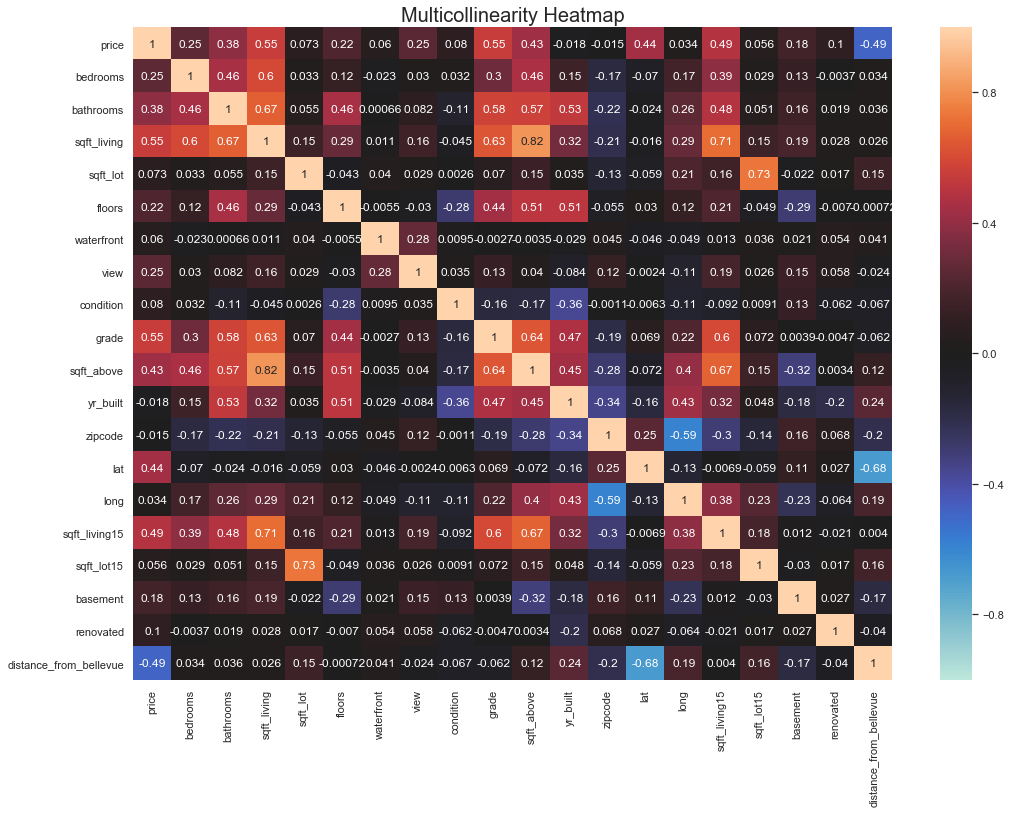 Multicollinearity Heatmap
price 1 0.25 0.38 0.55 0.073 0.22 0.06 0.25 0.08 0.55 0.43 -0.018 -0.015 0.44 0.034 0.49 0.056 0.18 0.1 -0.49
bedrooms 0.25 1 0.46 0.6 0.033 0.12 -0.023 0.03 0.032 0.3 0.46 0.15 -0.17 -0.07 0.17 0.39 0.029 0.13 -0.0037 0.034
bathrooms 0.38 0.46 1 0.67 0.055 0.46 0.00066 0.082 -0.11 0.58 0.57 0.53 -0.22 -0.024 0.26 0.48 0.051 0.16 0.019 0.036
sqft_living 0.55 0.6 0.67 1 0.15 0.29 0.011 0.16 -0.045 0.63 0.82 0.32 -0.21 -0.016 0.29 0.71 0.15 0.19 0.028 0.026
sqft_lot 0.073 0.033 0.055 0.15 1 -0.043 0.04 0.029 0.0026 0.07 0.15 0.035 -0.13 -0.059 0.21 0.16 0.73 -0.022 0.017 0.15
floors 0.22 0.12 0.46 0.29 -0.043 1 -0.0055 -0.03 -0.28 0.44 0.51 0.51 -0.055 0.03 0.12 0.21 -0.049 -0.29 -0.007 -0.00072
waterfront 0.06 -0.023 0.00066 0.011 0.04 -0.0055 1 0.28 0.0095 -0.0027 -0.0035 -0.029 0.045 -0.046 -0.049 0.013 0.036 0.021 0.054 0.041
view 0.25 0.03 0.082 0.16 0.029 -0.03 0.28 1 0.035 0.13 0.04 -0.084 0.12 -0.0024 -0.11 0.19 0.026 0.15 0.058 -0.024
condition 0.08 0.032 -0.11 -0.045 0.0026 -0.28 0.0095 0.035 1 -0.16 -0.17 -0.36 -0.0011 -0.0063 -0.11 -0.092 0.0091 0.13 -0.062 -0.067
grade 0.55 0.3 0.58 0.63 0.07 0.44 -0.0027 0.13 -0.16 1 0.64 0.47 -0.19 0.069 0.22 0.6 0.072 0.0039 -0.0047 -0.062
sqft_above 0.43 0.46 0.57 0.82 0.15 0.51 -0.0035 0.04 -0.17 0.64 1 0.45 -0.28 -0.072 0.4 0.67 0.15 -0.32 0.0034 0.12
yr_built -0.018 0.15 0.53 0.32 0.035 0.51 -0.029 -0.084 -0.36 0.47 0.45 1 -0.34 -0.16 0.43 0.32 0.048 -0.18 -0.2 0.24
zipcode -0.015 -0.17 -0.22 -0.21 -0.13 -0.055 0.045 0.12 -0.0011 -0.19 -0.28 -0.34 1 0.25 -0.59 -0.3 -0.14 0.16 0.068 -0.2
lat 0.44 -0.07 -0.024 -0.016 -0.059 0.03 -0.046 -0.0024 -0.0063 0.069 -0.072 -0.16 0.25 1 -0.13 -0.0069 -0.059 0.11 0.027 -0.68
long 0.034 0.17 0.26 0.29 0.21 0.12 -0.049 -0.11 -0.11 0.22 0.4 0.43 -0.59 -0.13 1 0.38 0.23 -0.23 -0.064 0.19
sqft_living15 0.49 0.39 0.48 0.71 0.16 0.21 0.013 0.19 -0.092 0.6 0.67 0.32 -0.3 -0.0069 0.38 1 0.18 0.012 -0.021 0.004
sqft_lot15 0.056 0.029 0.051 0.15 0.73 -0.049 0.036 0.026 0.0091 0.072 0.15 0.048 -0.14 -0.059 0.23 0.18 1 -0.03 0.017 0.16
basement 0.18 0.13 0.16 0.19 -0.022 -0.29 0.021 0.15 0.13 0.0039 -0.32 -0.18 0.16 0.11 -0.23 0.012 -0.03 1 0.027 -0.17
renovated 0.1 -0.0037 0.019 0.028 0.017 -0.007 0.054 0.058 -0.062 -0.0047 0.0034 -0.2 0.068 0.027 -0.064 -0.021 0.017 0.027 1 -0.04
distance_from_bellevue -0.49 0.034 0.036 0.026 0.15 -0.00072 0.041 -0.024 -0.067 -0.062 0.12 0.24 -0.2 -0.68 0.19 0.004 0.16 -0.17 -0.04 1
price bedrooms bathrooms sqft_living sqft_lot floors waterfront view condition grade sqft_above yr_built zipcode lat long sqft_living15 sqft_lot15 basement renovated distance_from_bellevue
0.8
0.4
0.0
-0.4
-0.8